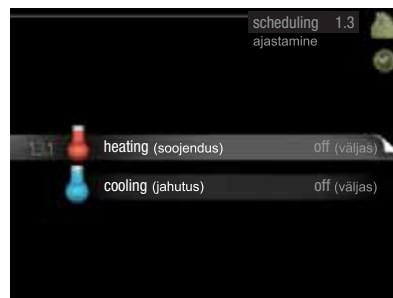 scheduling 1.3
ajastamine
1.3.1 heating (soojendus) off (väljas)
cooling (jahutus) off (väljas)